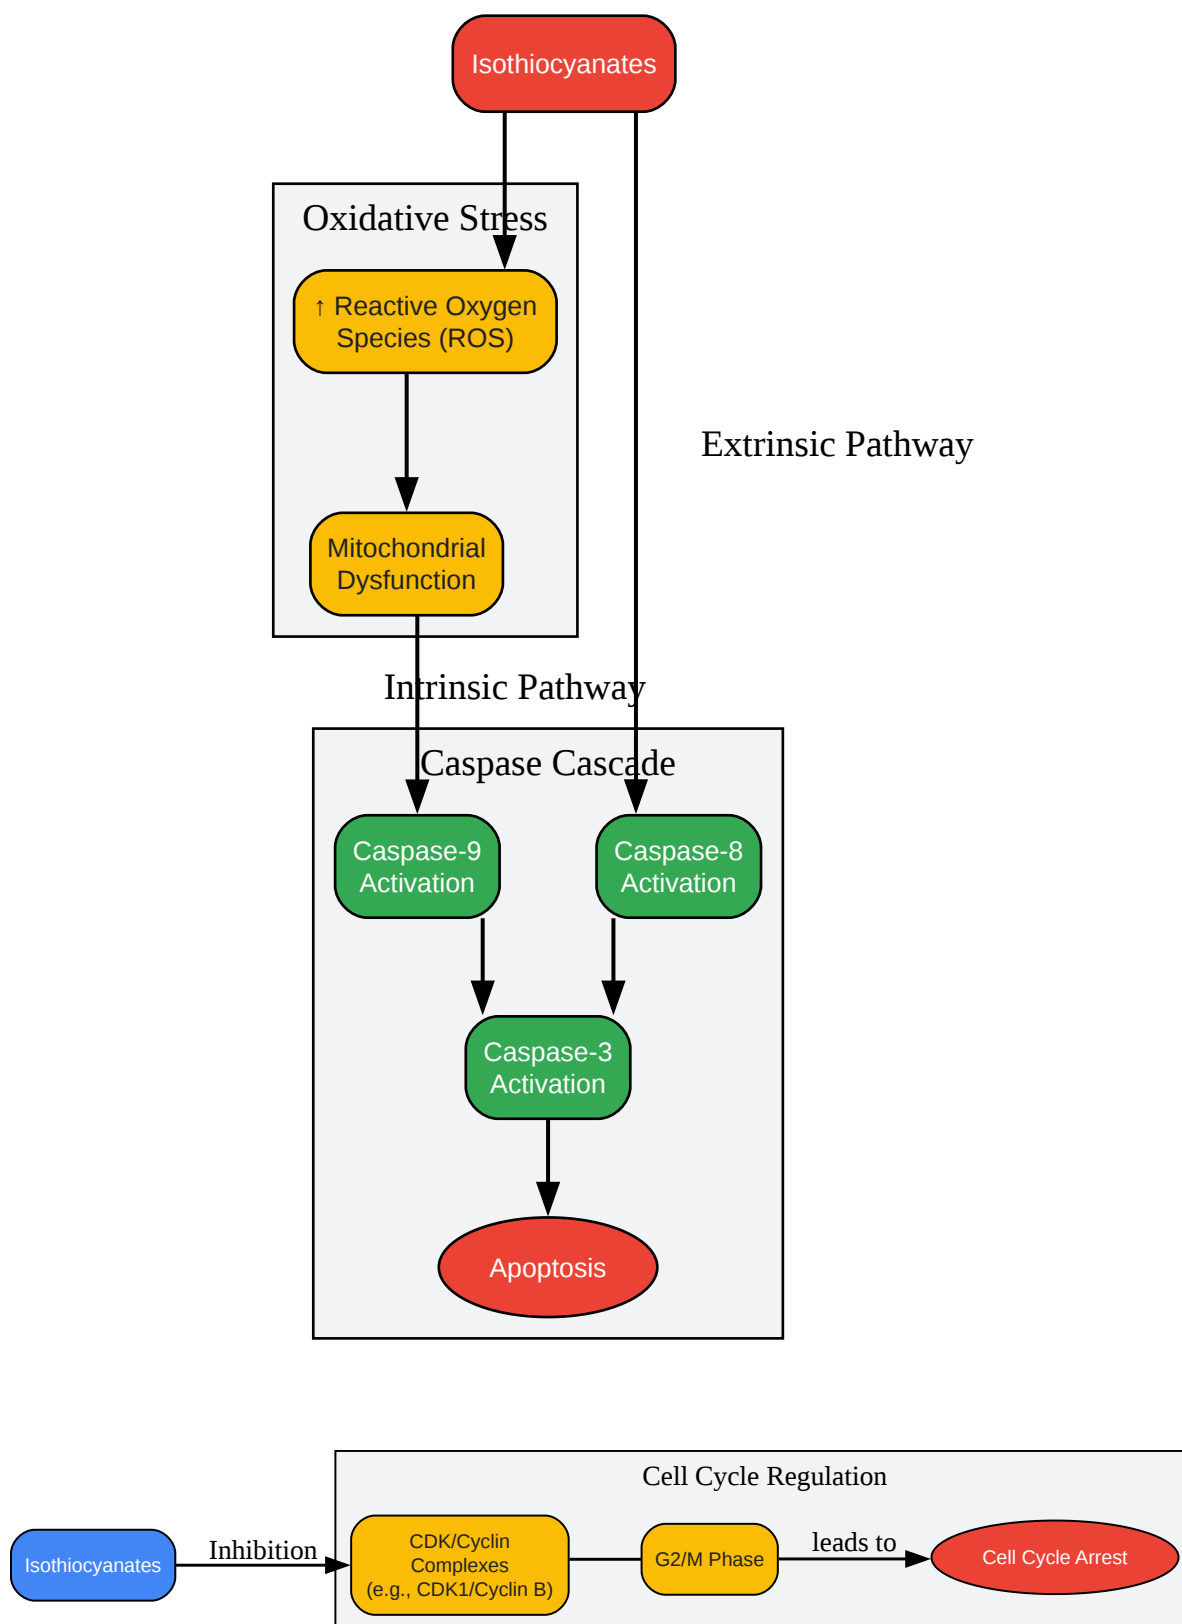 Isothiocyanates
Oxidative Stress
↑ Reactive Oxygen
Species (ROS)
Extrinsic Pathway
Mitochondrial
Dysfunction
Intrinsic Pathway
Caspase Cascade
Caspase-9
Activation
Caspase-8
Activation
Caspase-3
Activation
Apoptosis
Cell Cycle Regulation
Isothiocyanates
Inhibition
CDK/Cyclin
Complexes
(e.g., CDK1/Cyclin B)
G2/M Phase
leads to
Cell Cycle Arrest